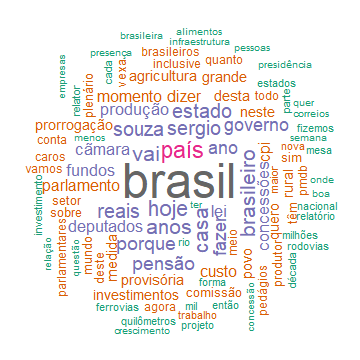 brasileira
alimentos
infraestrutura
presença
brasileiros
pessoas
cada
v.exa.
inclusive
quanto
presidência
empresas
relator
plenário
agricultura
grande
estados
momento
dizer
desta
todo
parte
quer
produção
estado
neste
correios
prorrogação
souza
sergio
governo
fizemos
menos
semana
conta
câmara
vai
país
ano
cpi
nova
mesa
caros
sim
vamos
fundos
brasil
brasileiro
concessões
maior
pmdb
onde
parlamento
rural
boa
investimento
setor
reais
hoje
ter
casa
lei
têm
nacional
sobre
anos
fazer
quero
relatório
parlamentares
deputados
porque
rio
meio
milhões
relação
questão
mundo
deste
medida
pensão
povo
produtor
rodovias
provisória
custo
pedágios
década
investimentos
forma
comissão
concessão
ferrovias
agora
mil
então
quilômetros
trabalho
crescimento
projeto